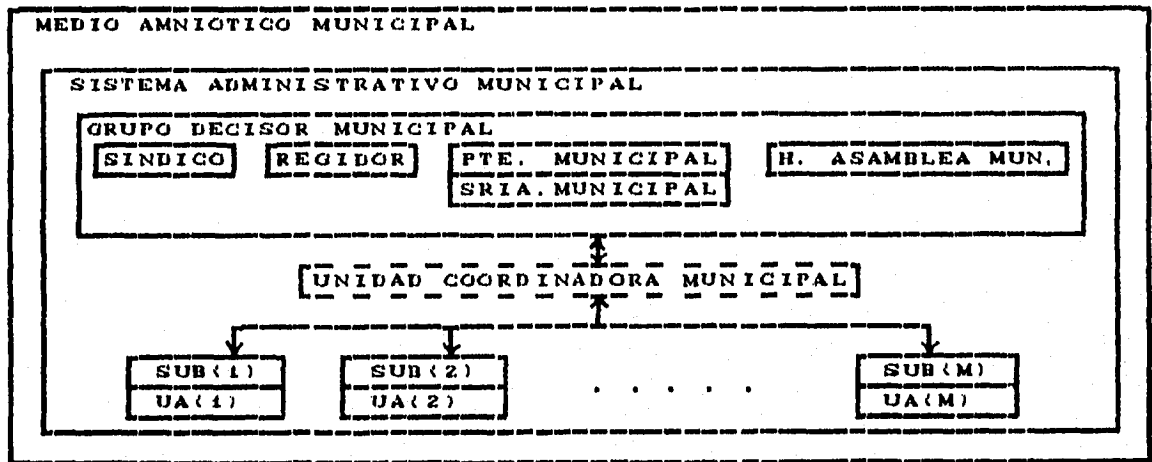 MEDIO AMNIOTICO MUNICIPAL
SISTEMA ADMINISTRATIVO MUNICIPAL
GRUPO DECISOR MUNICIPAL
SINDICO REGIDOR PTE. MUNICIPAL H. ASAMBLEA MUN.
SRIA. MUNICIPAL
UNIDAD COORDINADORA MUNICIPAL
SUB(1) SUB(2) . . . . . SUB(M)
UA(1) UA(2) UA(M)